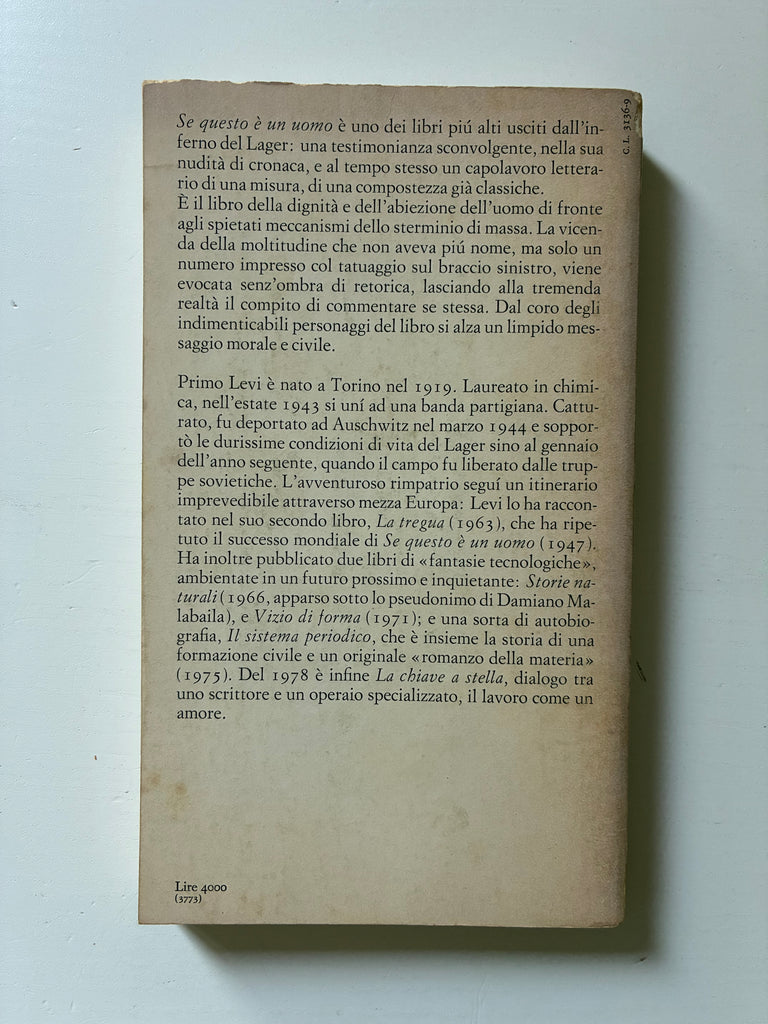 C.L. 3136-9
Se questo è un uomo è uno dei libri piú alti usciti dall'in-
ferno del Lager: una testimonianza sconvolgente, nella sua
nudità di cronaca, e al tempo stesso un capolavoro lettera-
rio di una misura, di una compostezza già classiche.
È il libro della dignità e dell'abiezione dell'uomo di fronte
agli spietati meccanismi dello sterminio di massa. La vicen-
da della moltitudine che non aveva piú nome, ma solo un
numero impresso col tatuaggio sul braccio sinistro, viene
evocata senz'ombra di retorica, lasciando alla tremenda
realtà il compito di commentare se stessa. Dal coro degli
indimenticabili personaggi del libro si alza un limpido mes-
saggio morale e civile.
Primo Levi è nato a Torino nel 1919. Laureato in chimi-
ca, nell'estate 1943 si uní ad una banda partigiana. Cattu-
rato, fu deportato ad Auschwitz nel marzo 1944 e soppor-
tò le durissime condizioni di vita del Lager sino al gennaio
dell'anno seguente, quando il campo fu liberato dalle trup-
pe sovietiche. L'avventuroso rimpatrio seguí un itinerario
imprevedibile attraverso mezza Europa: Levi lo ha raccon-
tato nel suo secondo libro, La tregua (1963), che ha ripe-
tuto il successo mondiale di Se questo è un uomo (1947).
Ha inoltre pubblicato due libri di «fantasie tecnologiche»,
ambientate in un futuro prossimo e inquietante: Storie na-
turali (1966, apparso sotto lo pseudonimo di Damiano Ma-
labaila), e Vizio di forma (1971); e una sorta di autobio-
grafia, Il sistema periodico, che è insieme la storia di una
formazione civile e un originale «romanzo della materia»
(1975). Del 1978 è infine La chiave a stella, dialogo tra
uno scrittore e un operaio specializzato, il lavoro come un
amore.
Lire 4000
(3773)